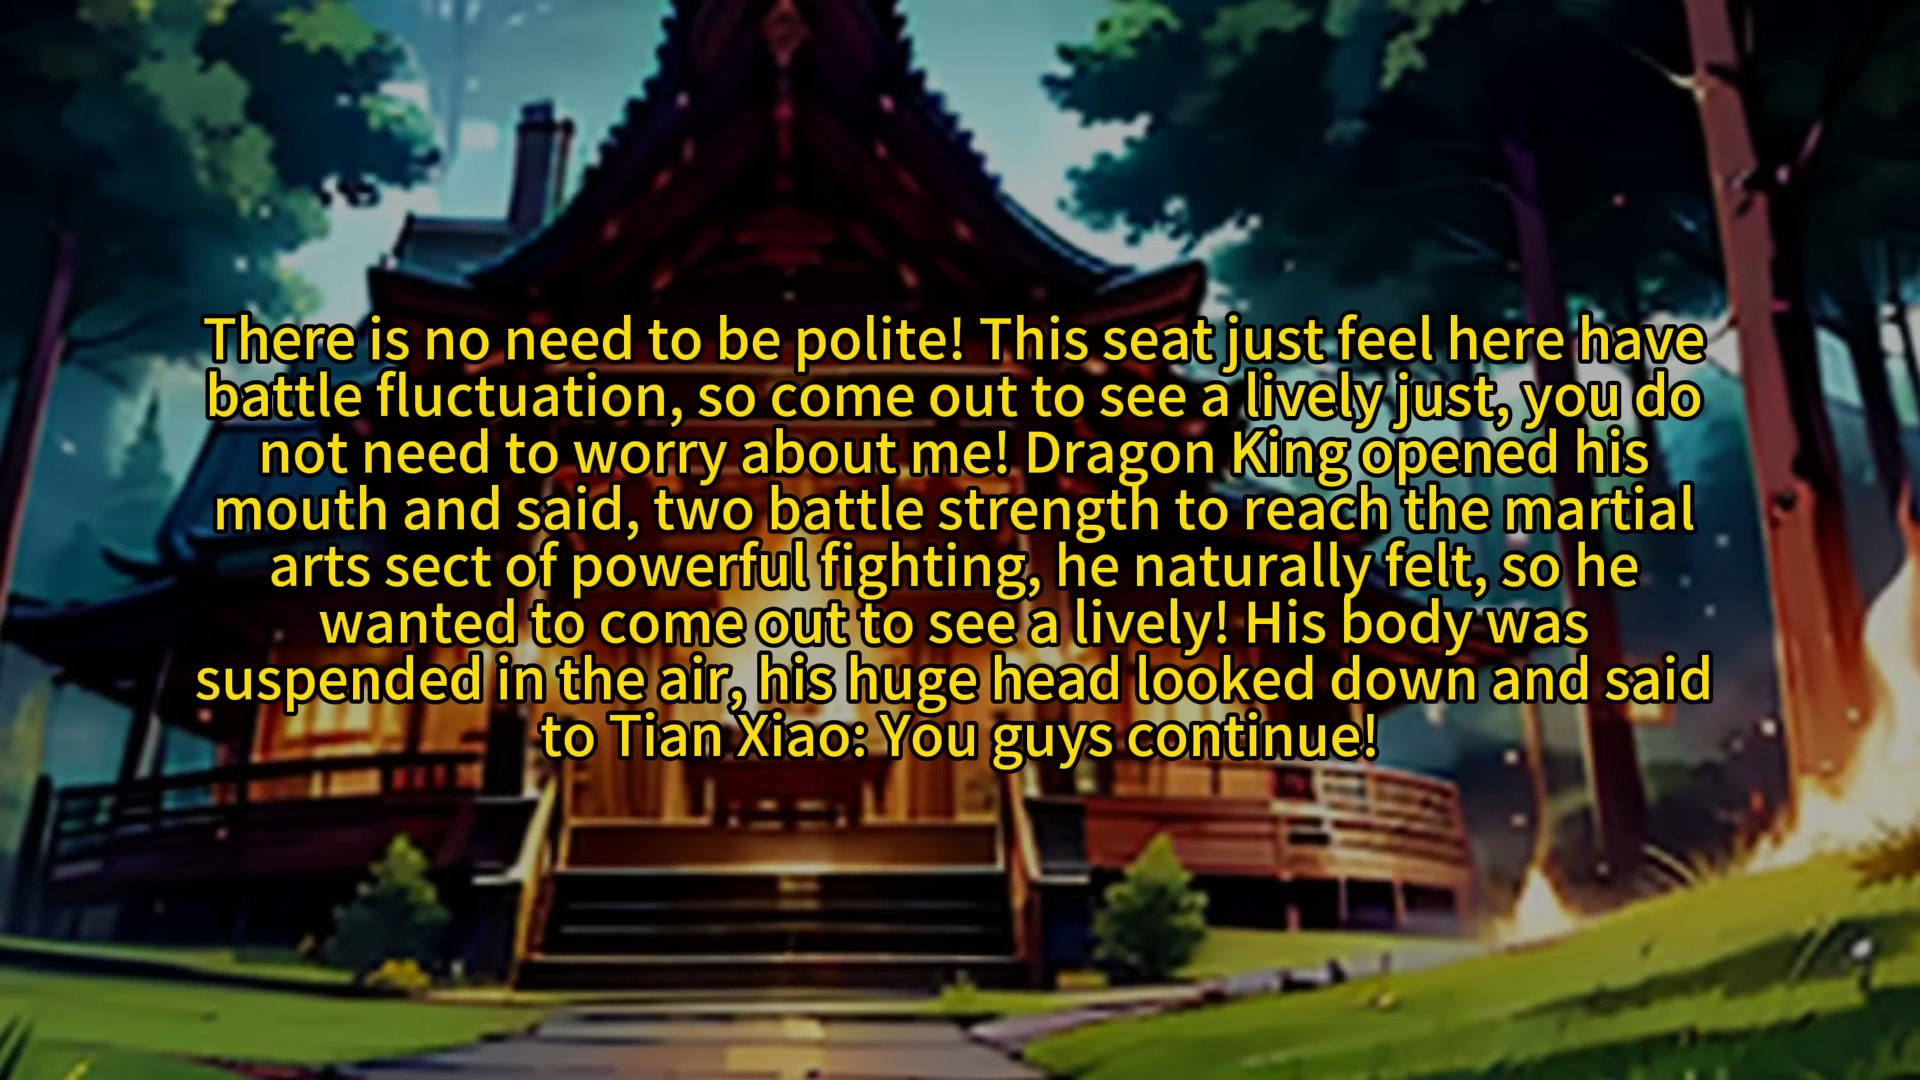 There is no need to be polite! This seat just feel here have
battle fluctuation, so come out to see a lively just, you do
not need to worry about me! Dragon King opened his
mouth and said, two battle strength to reach the martial
arts sect of powerful fighting, he naturally felt, so he
wanted to come out to see a lively! His body was
suspended in the air, his huge head looked down and said
to Tian Xiao: You guys continue!